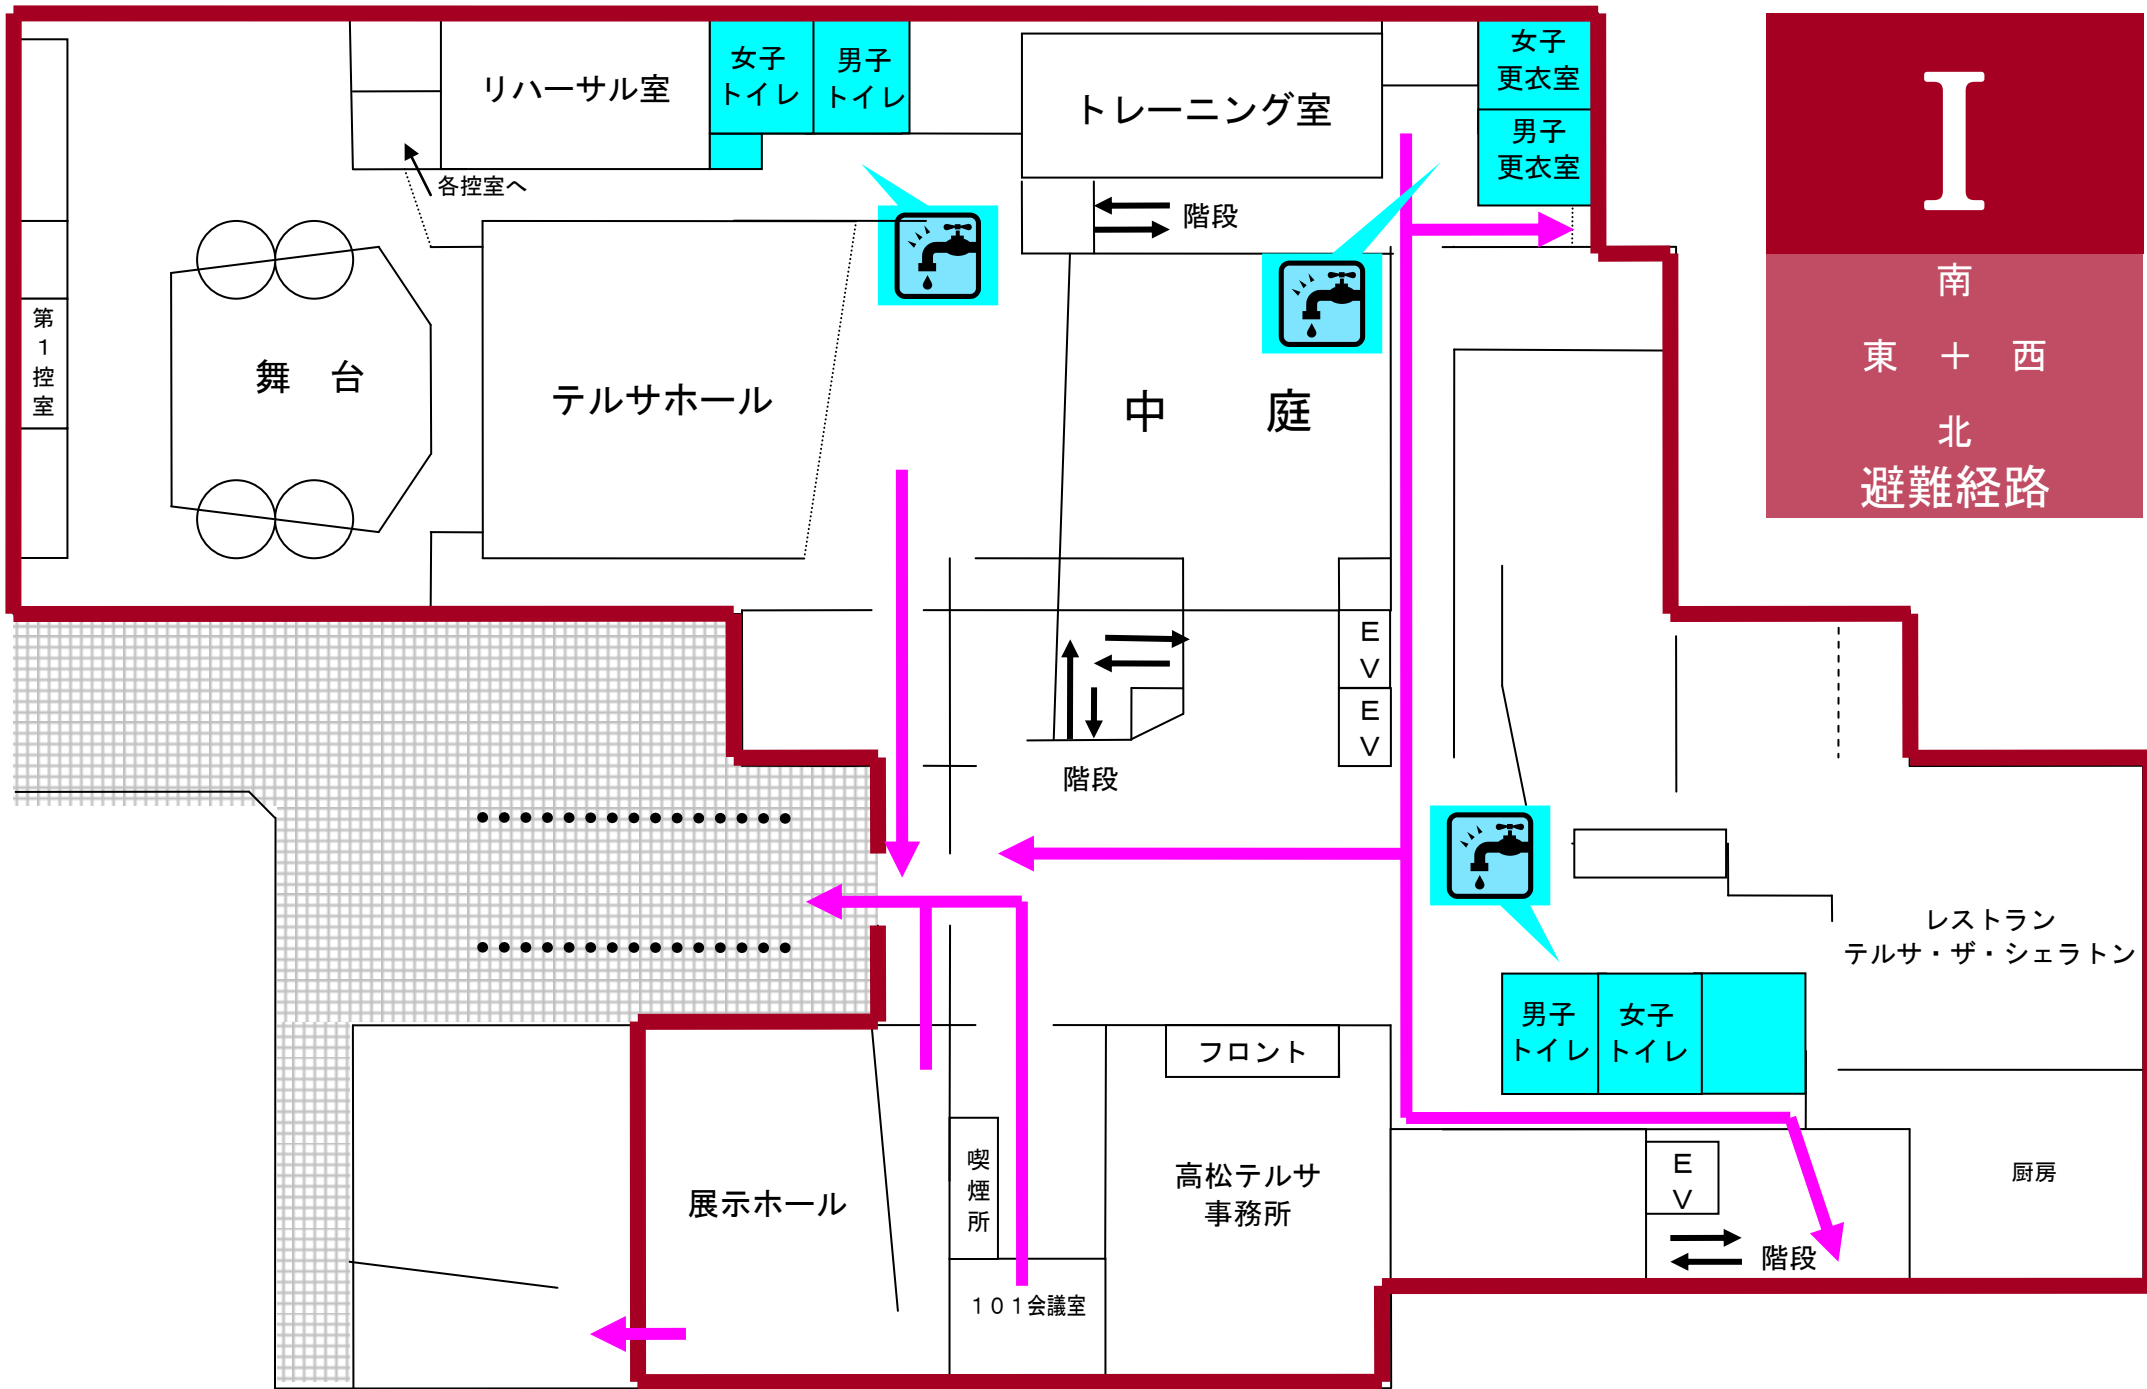 女子
トイレ
男子
トイレ
リハーサル室
トレーニング室
女子
更衣室
男子
更衣室
I
各控室へ
階段
南
東 ＋ 西
北
避難経路
第
1
控
室
舞 台
テルサホール
中 庭
E
V
E
V
階段
レストラン
テルサ・ザ・シェラトン
男子
トイレ
女子
トイレ
フロント
喫
煙
所
高松テルサ
事務所
展示ホール
E
V
階段
厨房
１０１会議室